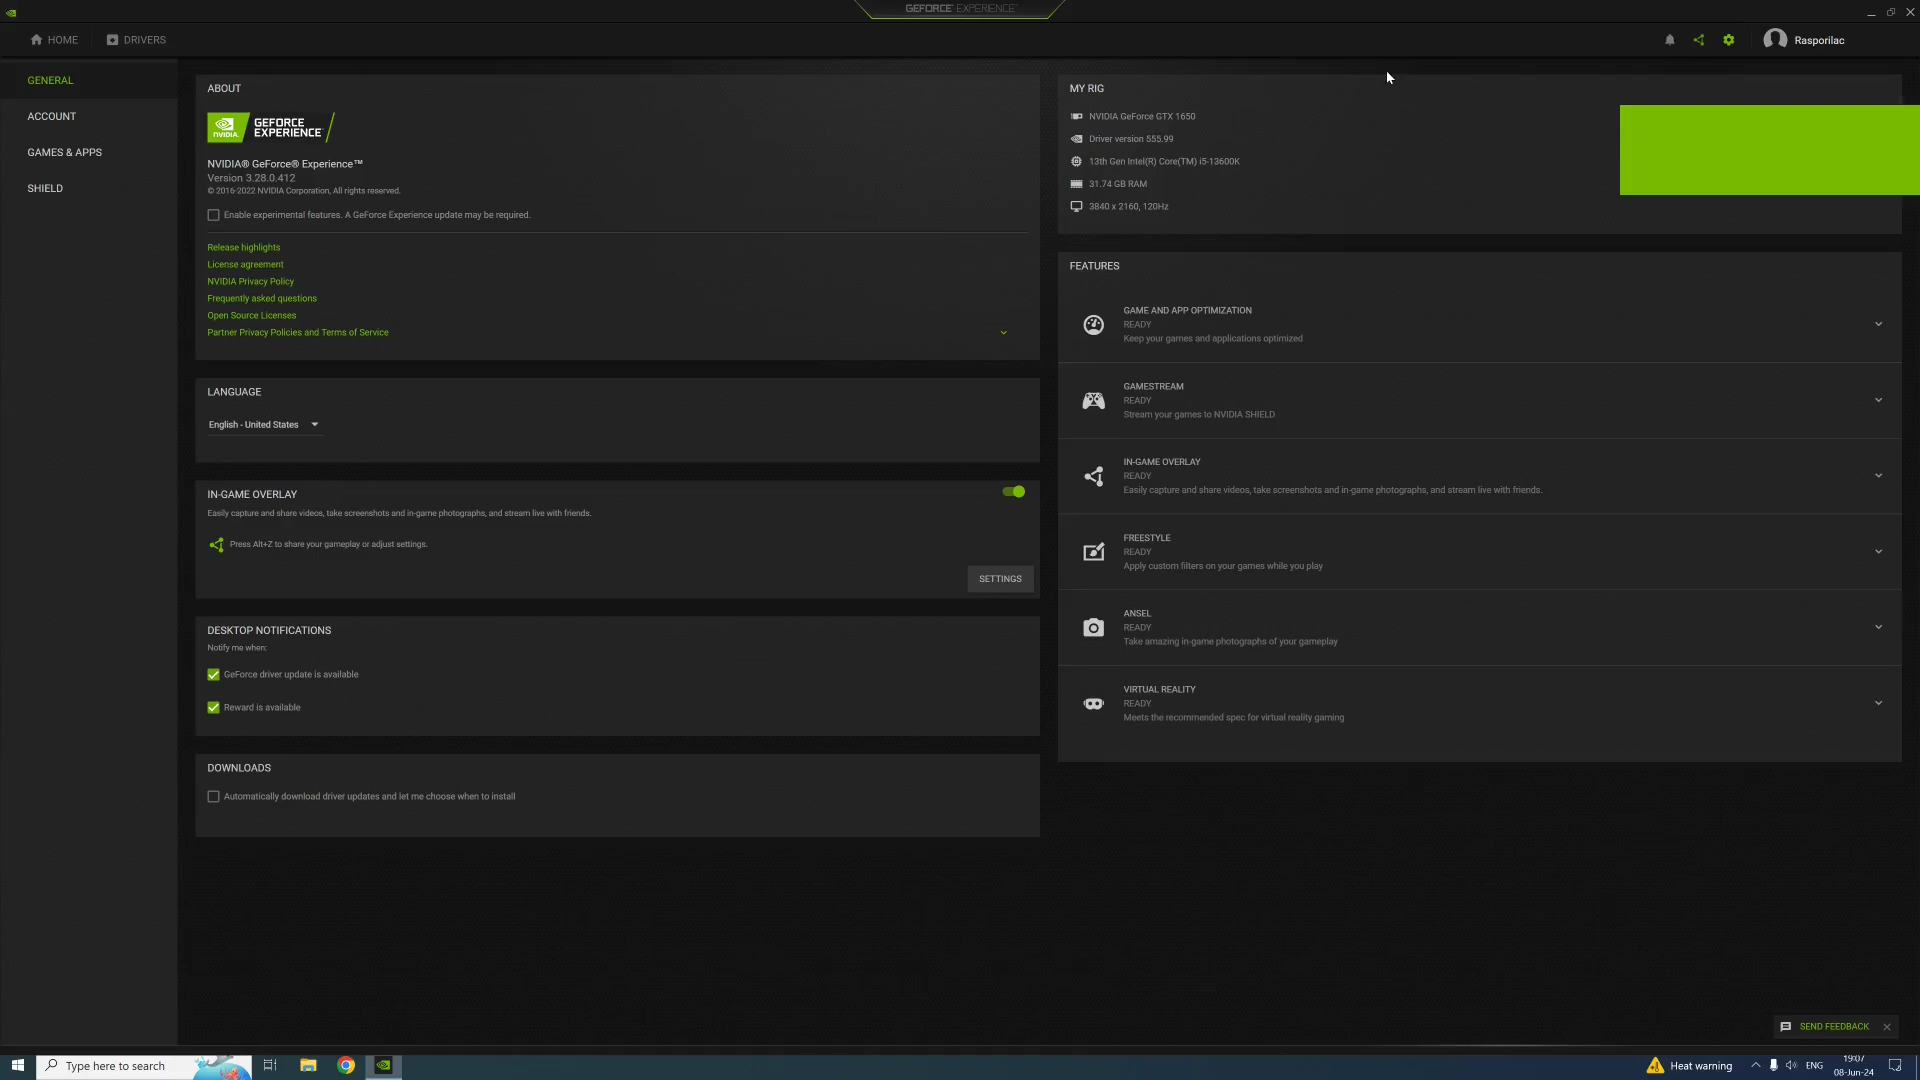 GEFORCE EXPERIENCE
HOME
DRIVERS
Rasporilac
GENERAL
ACCOUNT
GAMES & APPS
SHIELD
ABOUT
NVIDIA.
GEFORCE
EXPERIENCE
NVIDIA® GeForce® Experience™
Version 3.28.0.412
© 2016-2022 NVIDIA Corporation, All rights reserved.
Enable experimental features. A GeForce Experience update may be required.
Release highlights
License agreement
NVIDIA Privacy Policy
Frequently asked questions
Open Source Licenses
Partner Privacy Policies and Terms of Service
LANGUAGE
English - United States
IN-GAME OVERLAY
Easily capture and share videos, take screenshots and in-game photographs, and stream live with friends.
Press Alt+Z to share your gameplay or adjust settings.
SETTINGS
DESKTOP NOTIFICATIONS
Notify me when:
GeForce driver update is available
Reward is available
DOWNLOADS
Automatically download driver updates and let me choose when to install
MY RIG
NVIDIA GeForce GTX 1650
Driver version 555.99
13th Gen Intel(R) Core(TM) i5-13600K
31.74 GB RAM
3840 x 2160, 120Hz
FEATURES
GAME AND APP OPTIMIZATION
READY
Keep your games and applications optimized
GAMESTREAM
READY
Stream your games to NVIDIA SHIELD
IN-GAME OVERLAY
READY
Easily capture and share videos, take screenshots and in-game photographs, and stream live with friends.
FREESTYLE
READY
Apply custom filters on your games while you play
ANSEL
READY
Take amazing in-game photographs of your gameplay
VIRTUAL REALITY
READY
Meets the recommended spec for virtual reality gaming
SEND FEEDBACK
Type here to search
Heat warning
ENG
19:07
08-Jun-24